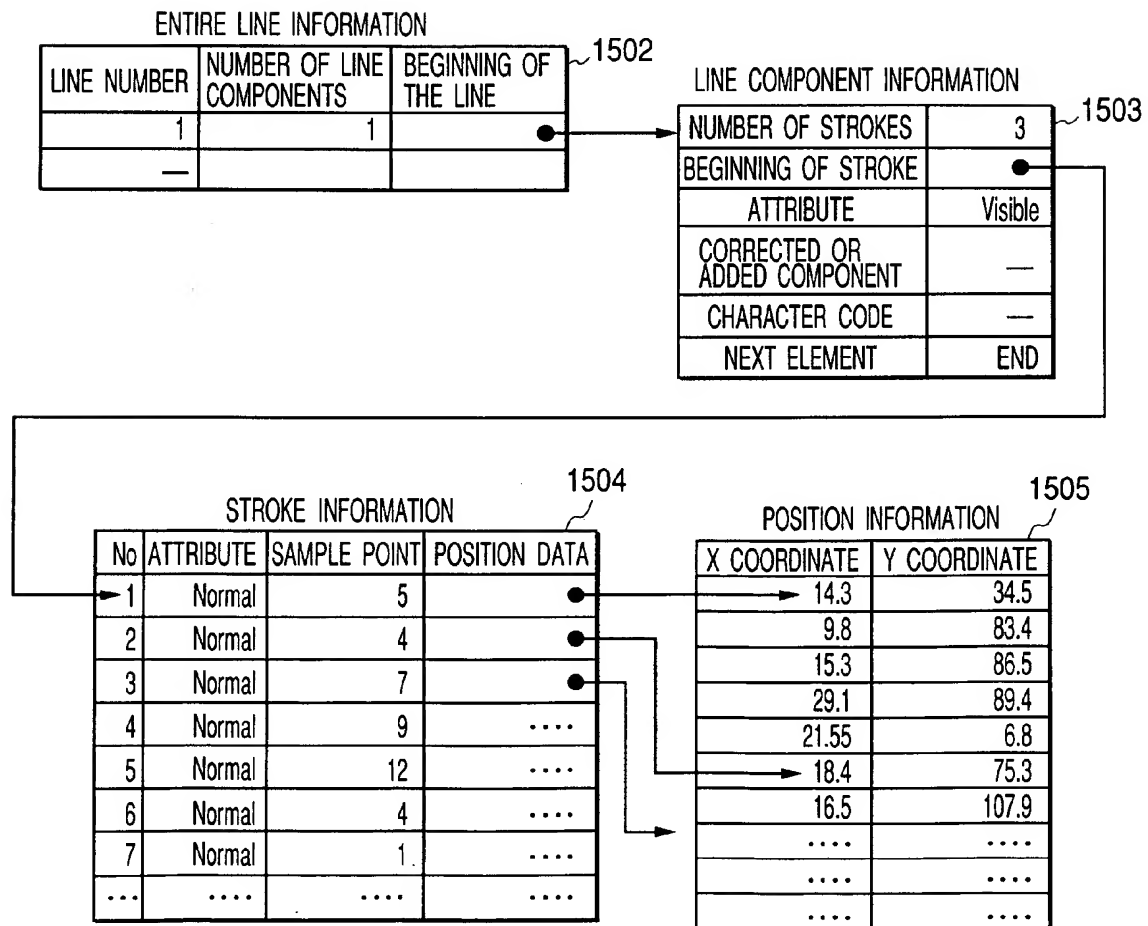 ENTIRE LINE INFORMATION
1502
LINE NUMBER NUMBER OF LINE COMPONENTS BEGINNING OF THE LINE
1 1
—
LINE COMPONENT INFORMATION
1503
NUMBER OF STROKES 3
BEGINNING OF STROKE
ATTRIBUTE Visible
CORRECTED OR ADDED COMPONENT —
CHARACTER CODE —
NEXT ELEMENT END
STROKE INFORMATION
1504
No ATTRIBUTE SAMPLE POINT POSITION DATA
1 Normal 5
2 Normal 4
3 Normal 7
4 Normal 9 ....
5 Normal 12 ....
6 Normal 4 ....
7 Normal 1 ....
... .... .... ....
POSITION INFORMATION
1505
X COORDINATE Y COORDINATE
14.3 34.5
9.8 83.4
15.3 86.5
29.1 89.4
21.55 6.8
18.4 75.3
16.5 107.9
.... ....
.... ....
.... ....